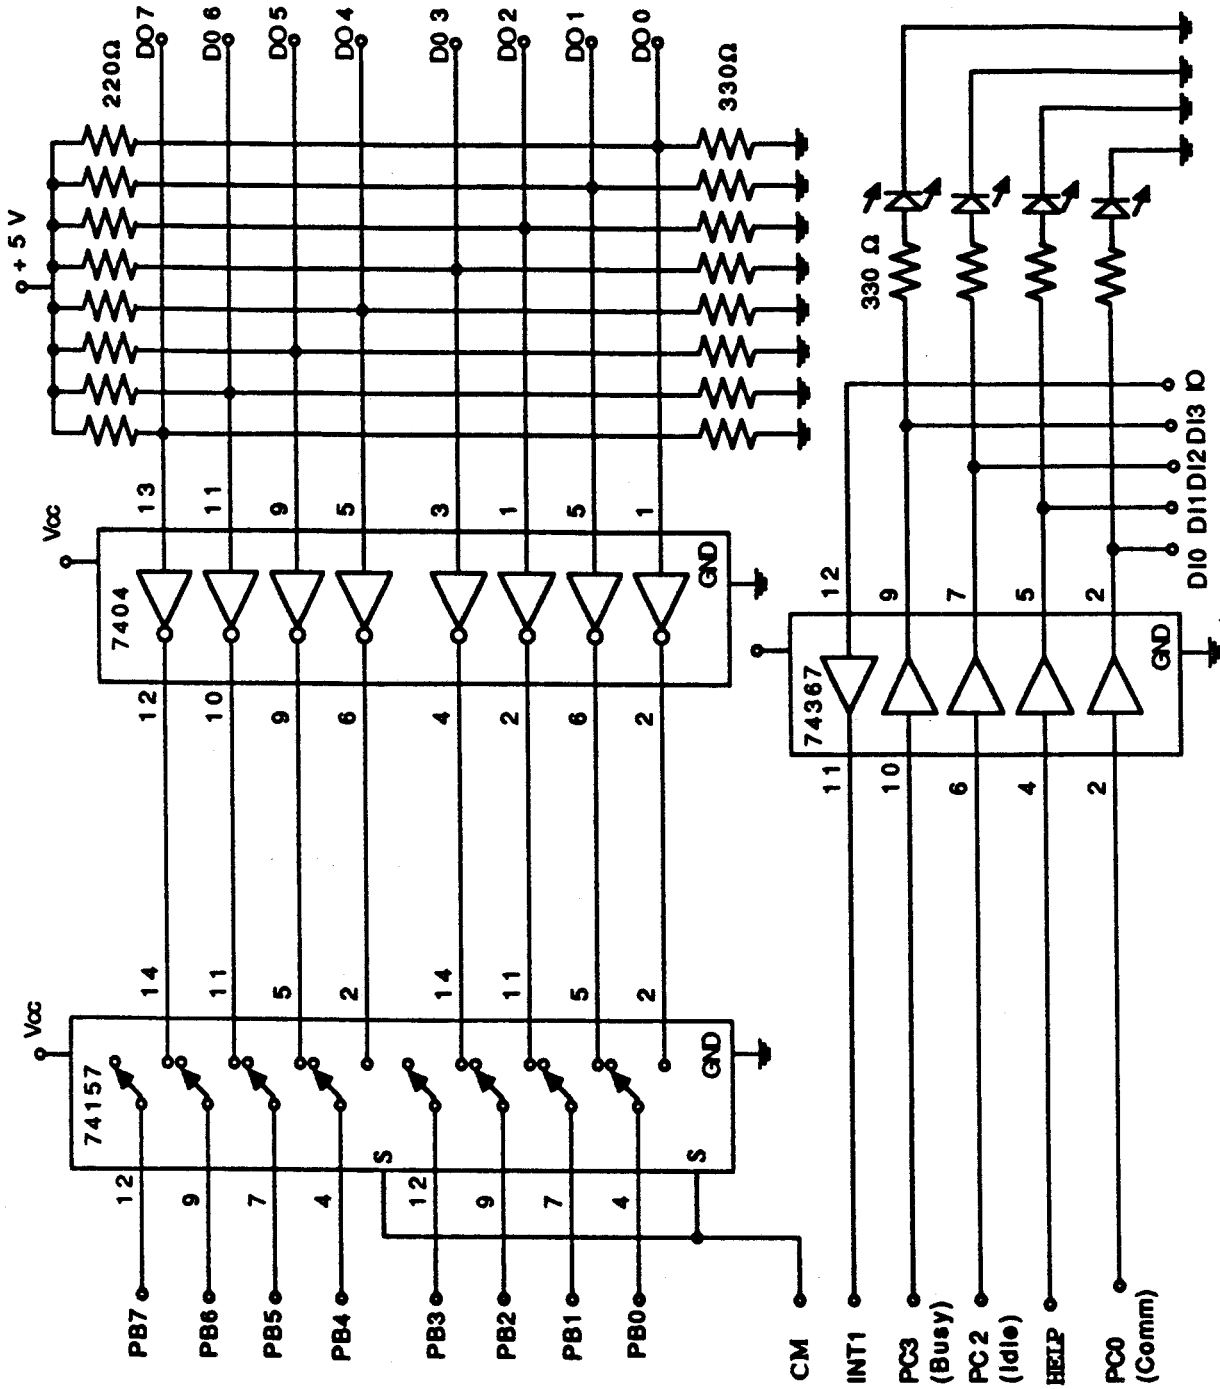 DO7
DO 6
DO5
DO4
DO 3
DO2
DO1
DO0
220Ω
330Ω
+ 5 V
Vcc
13
11
9
5
3
1
5
1
7404
GND
12
10
9
6
4
2
6
2
14
11
5
2
14
11
5
2
Vcc
74157
GND
S
S
12
9
7
4
12
9
7
4
PB7
PB6
PB5
PB4
PB3
PB2
PB1
PB0
330 Ω
IO
DI3
DI2
DI1
DI0
12
9
7
5
2
74367
GND
11
10
6
4
2
CM
INT1
PC3
(Busy)
PC 2
(Idle)
HELP
PC0
(Comm)